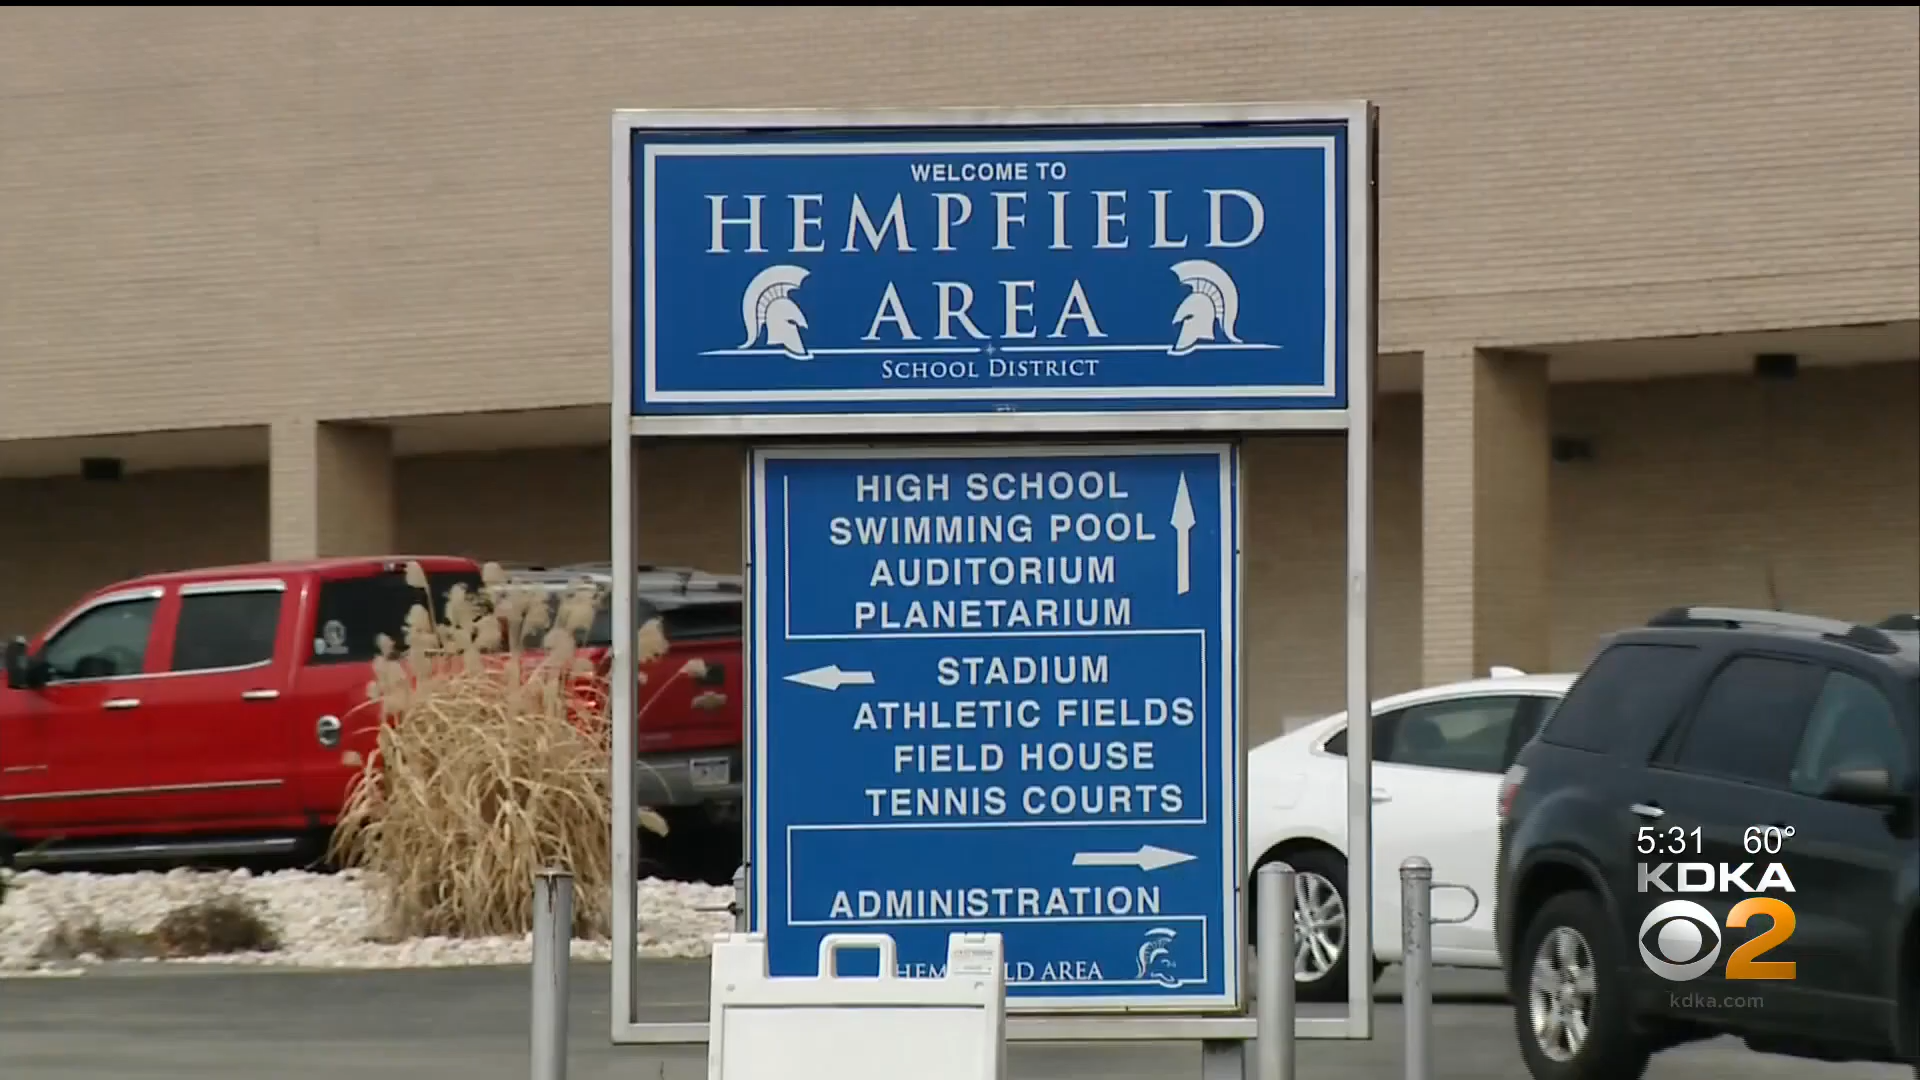 WELCOME TO
HEMPFIELD
AREA
SCHOOL DISTRICT
HIGH SCHOOL
SWIMMING POOL
AUDITORIUM
PLANETARIUM
STADIUM
ATHLETIC FIELDS
FIELD HOUSE
TENNIS COURTS
ADMINISTRATION
HEM LD AREA
5:31 60°
KDKA
2
kdka.com